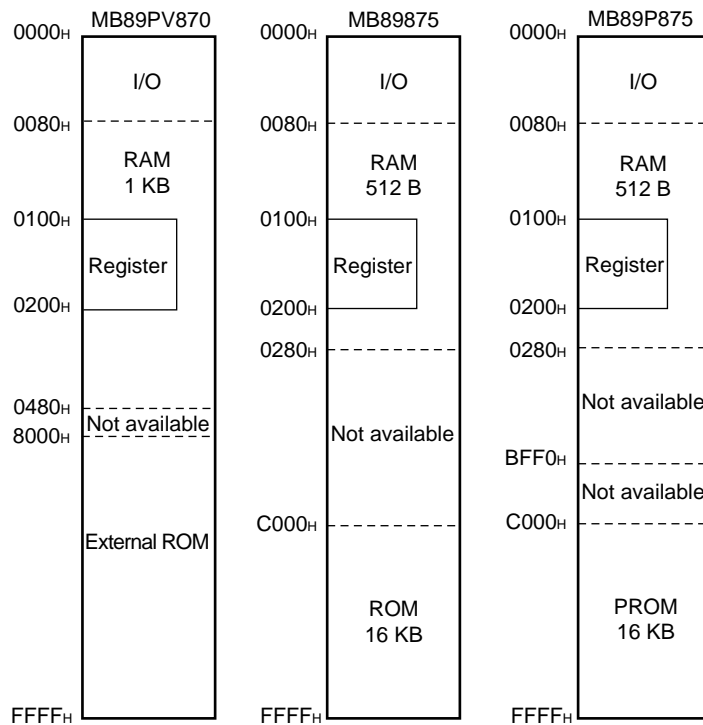 MB89PV870
0000H
I/O
0080H
RAM
1 KB
0100H
Register
0200H
0480H
Not available
8000H
External ROM
FFFFH
MB89875
0000H
I/O
0080H
RAM
512 B
0100H
Register
0200H
0280H
Not available
C000H
ROM
16 KB
FFFFH
MB89P875
0000H
I/O
0080H
RAM
512 B
0100H
Register
0200H
0280H
Not available
BFF0H
Not available
C000H
PROM
16 KB
FFFFH